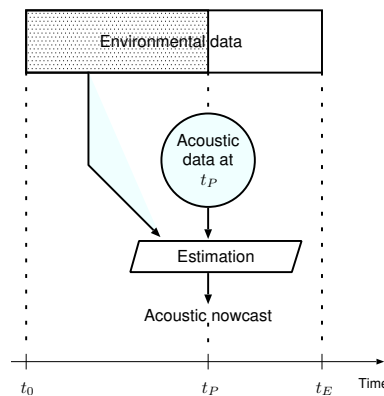 Environmental data
Acoustic
data at
t_P
Estimation
Acoustic nowcast
t_0 t_P t_E Time